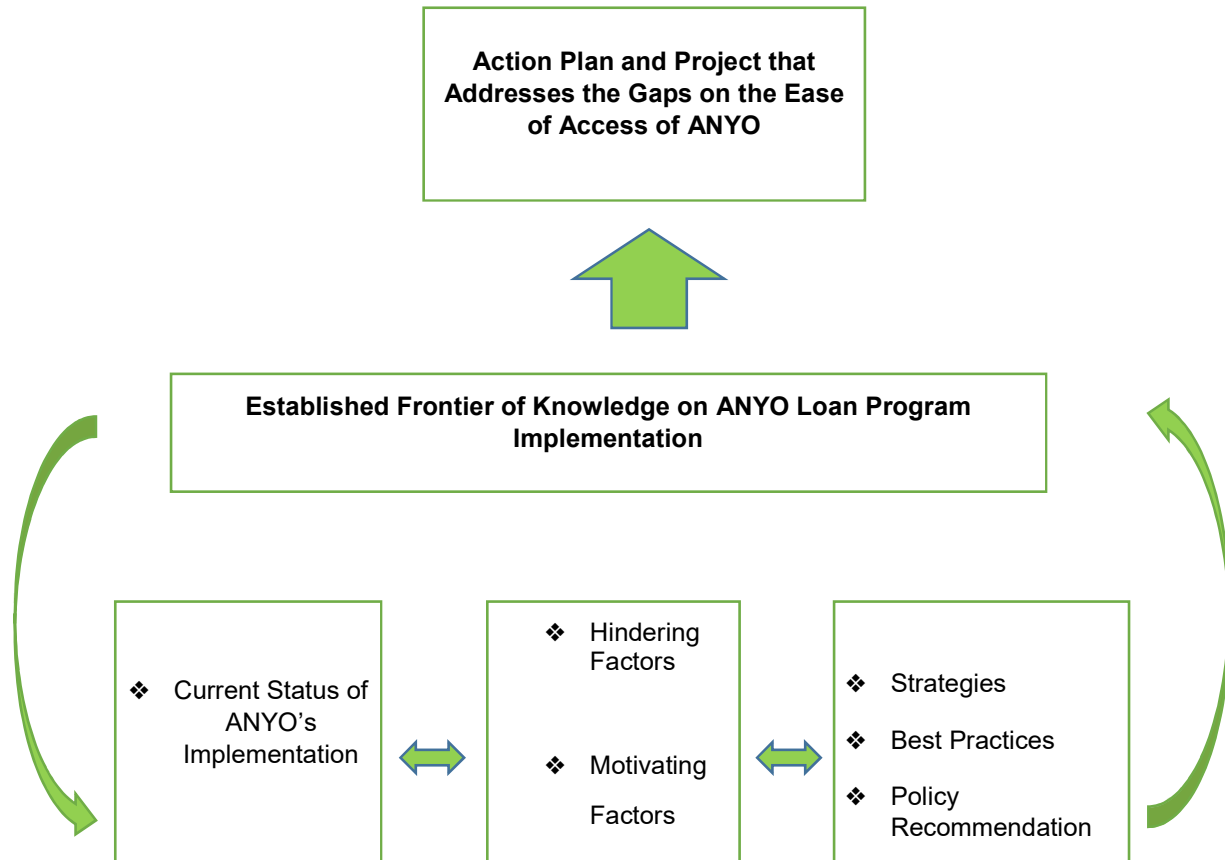 Action Plan and Project that
Addresses the Gaps on the Ease
of Access of ANYO
Established Frontier of Knowledge on ANYO Loan Program
Implementation
❖ Current Status of
ANYO’s
Implementation
❖ Hindering
Factors
❖ Motivating
Factors
❖ Strategies
❖ Best Practices
❖ Policy
Recommendation